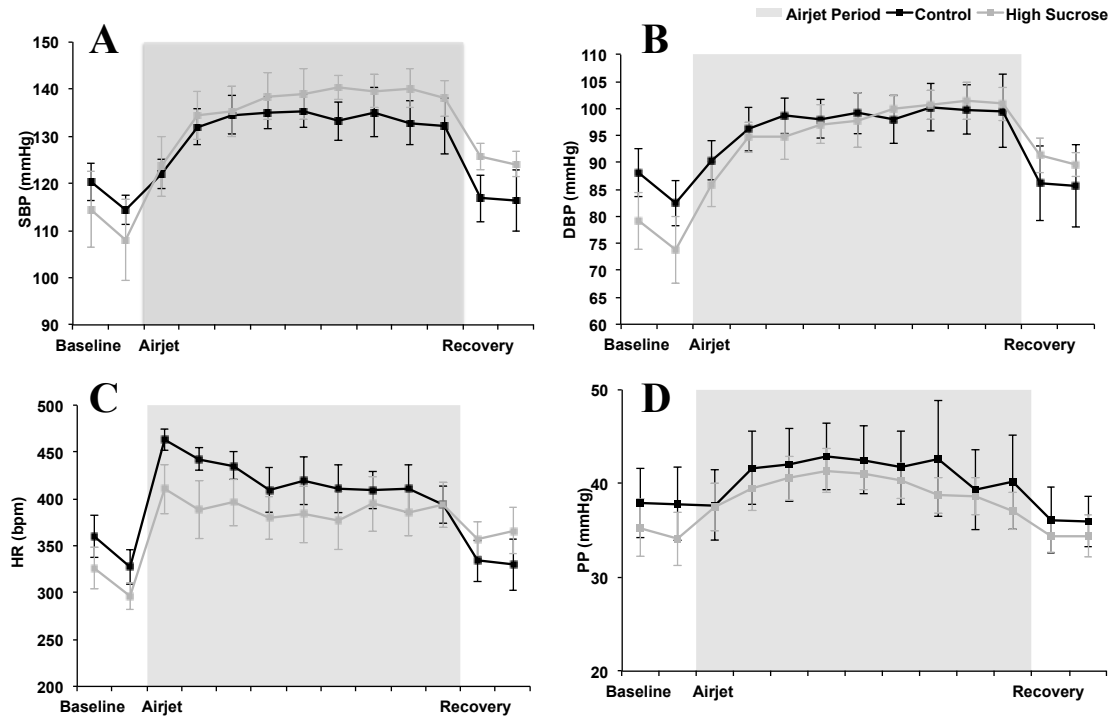 Airjet Period Control High Sucrose
A
SBP (mmHg)
150
140
130
120
110
100
90
Baseline Airjet Recovery
B
DBP (mmHg)
110
105
100
95
90
85
80
75
70
65
60
Baseline Airjet Recovery
C
HR (bpm)
500
450
400
350
300
250
200
Baseline Airjet Recovery
D
PP (mmHg)
50
40
30
20
Baseline Airjet Recovery